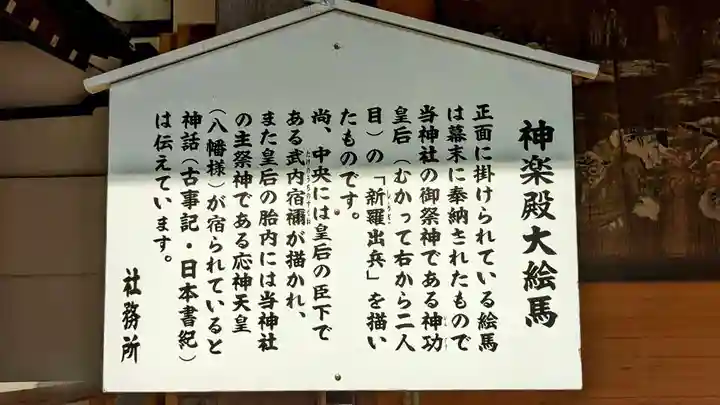 神楽殿大絵馬
正面に掛けられている絵馬
は幕末に奉納されたもので
当神社の御祭神である神功
皇后（むかって右から二人
目）の「新羅出兵」を描い
たものです。
尚、中央には皇后の臣下で
ある武内宿禰が描かれ、
また皇后の胎内には当神社
の主祭神である応神天皇
（八幡様）が宿られていると
神話（古事記・日本書紀）
は伝えています。
社務所